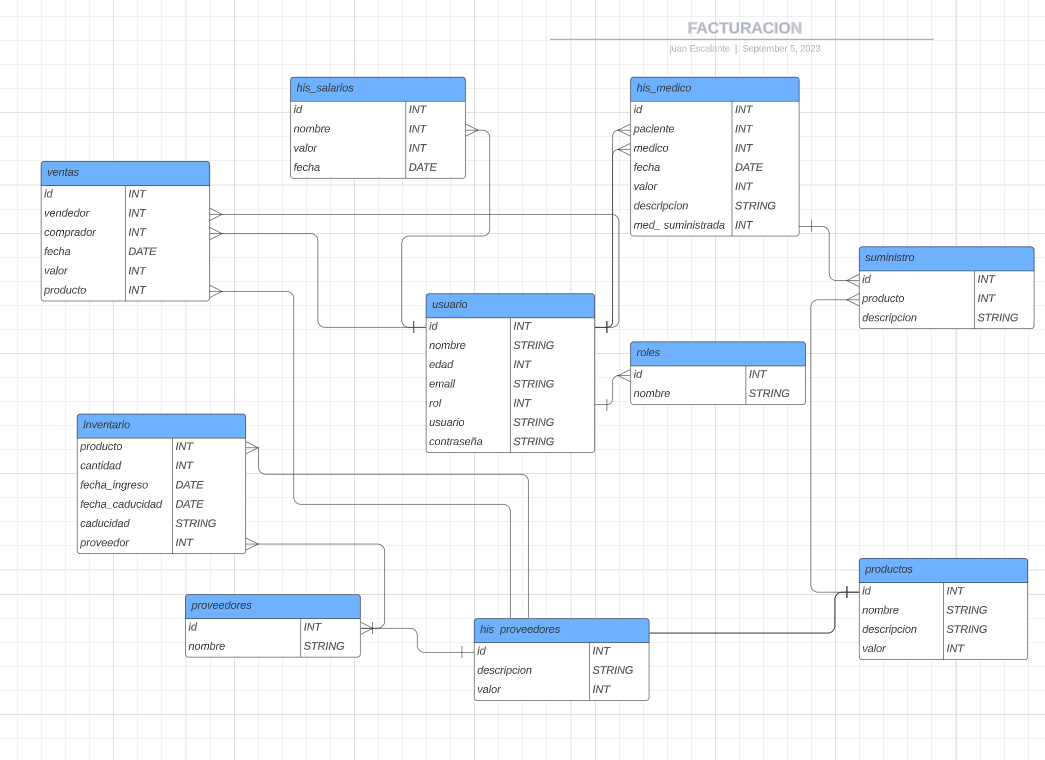 FACTURACION
juan Escalante | September 5, 2023
his_salarios
id INT
nombre INT
valor INT
fecha DATE
his_medico
id INT
paciente INT
medico INT
fecha DATE
valor INT
descripcion STRING
med_ suministrada INT
ventas
id INT
vendedor INT
comprador INT
fecha DATE
valor INT
producto INT
suministro
id INT
producto INT
descripcion STRING
usuario
id INT
nombre STRING
edad INT
email STRING
rol INT
usuario STRING
contraseña STRING
roles
id INT
nombre STRING
inventario
producto INT
cantidad INT
fecha_ingreso DATE
fecha_caducidad DATE
caducidad STRING
proveedor INT
productos
id INT
nombre STRING
descripcion STRING
valor INT
proveedores
id INT
nombre STRING
his proveedores
id INT
descripcion STRING
valor INT